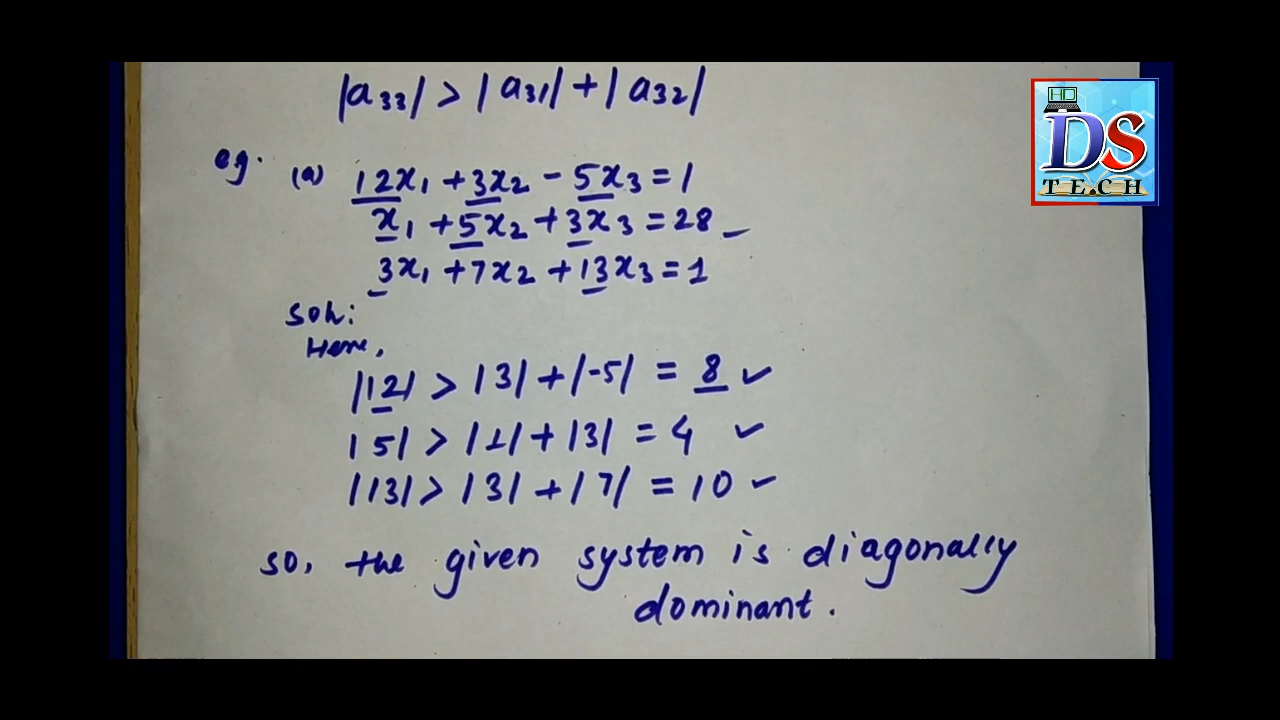 |a₃₃| > |a₃₁| + |a₃₂|
HD
DS
TECH
eg. (a) 12x₁ + 3x₂ - 5x₃ = 1
x₁ + 5x₂ + 3x₃ = 28
3x₁ + 7x₂ + 13x₃ = 1
Soln:
Here,
|12| > |3| + |-5| = 8 ✓
|5| > |1| + |3| = 4 ✓
|13| > |3| + |7| = 10 ✓
so, the given system is diagonally
dominant.